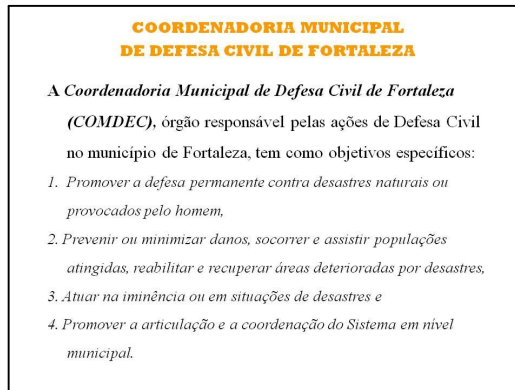 COORDENADORIA MUNICIPAL
DE DEFESA CIVIL DE FORTALEZA
A Coordenadoria Municipal de Defesa Civil de Fortaleza
(COMDEC), órgão responsável pelas ações de Defesa Civil
no município de Fortaleza, tem como objetivos específicos:
1. Promover a defesa permanente contra desastres naturais ou
provocados pelo homem,
2. Prevenir ou minimizar danos, socorrer e assistir populações
atingidas, reabilitar e recuperar áreas deterioradas por desastres,
3. Atuar na iminência ou em situações de desastres e
4. Promover a articulação e a coordenação do Sistema em nível
municipal.